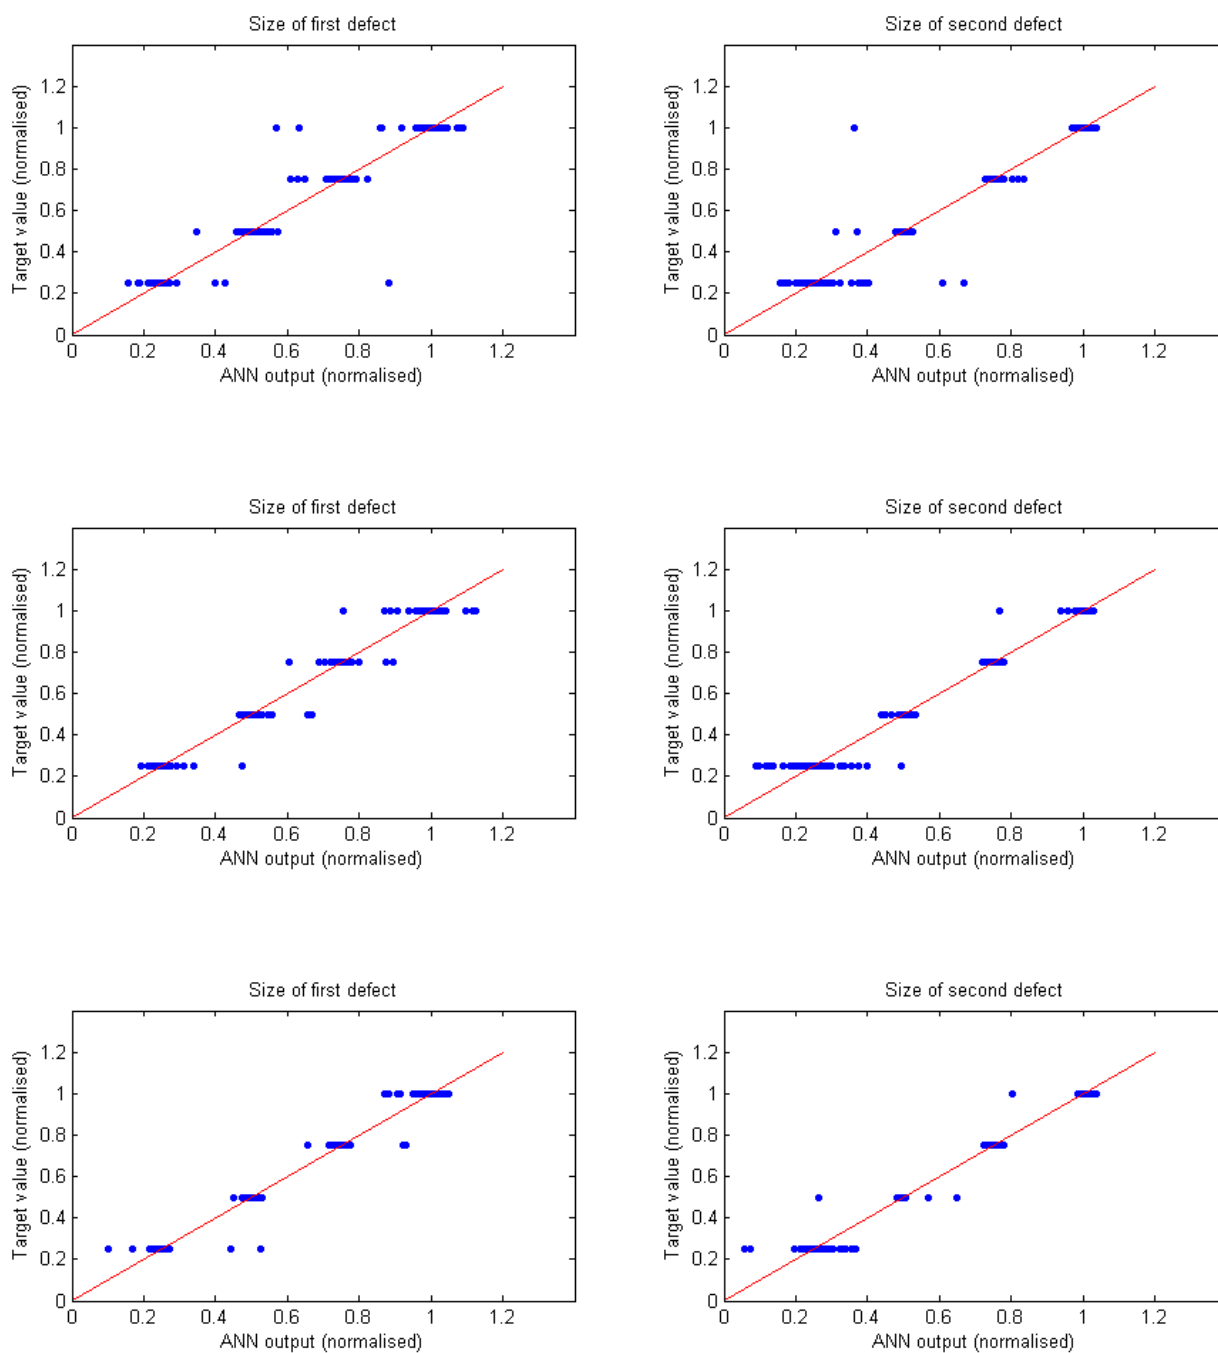 Size of first defect
Target value (normalised)
1.2
1
0.8
0.6
0.4
0.2
0
0 0.2 0.4 0.6 0.8 1 1.2
ANN output (normalised)
Size of second defect
Target value (normalised)
1.2
1
0.8
0.6
0.4
0.2
0
0 0.2 0.4 0.6 0.8 1 1.2
ANN output (normalised)
Size of first defect
Target value (normalised)
1.2
1
0.8
0.6
0.4
0.2
0
0 0.2 0.4 0.6 0.8 1 1.2
ANN output (normalised)
Size of second defect
Target value (normalised)
1.2
1
0.8
0.6
0.4
0.2
0
0 0.2 0.4 0.6 0.8 1 1.2
ANN output (normalised)
Size of first defect
Target value (normalised)
1.2
1
0.8
0.6
0.4
0.2
0
0 0.2 0.4 0.6 0.8 1 1.2
ANN output (normalised)
Size of second defect
Target value (normalised)
1.2
1
0.8
0.6
0.4
0.2
0
0 0.2 0.4 0.6 0.8 1 1.2
ANN output (normalised)